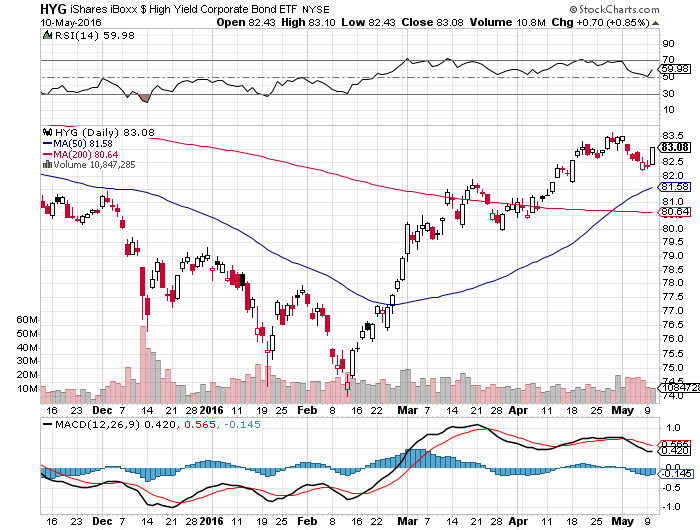 HYG iShares iBoxx $ High Yield Corporate Bond ETF NYSE © StockCharts.com
10-May-2016 Open 82.43 High 83.10 Low 82.43 Close 83.08 Volume 10.8M Chg +0.70 (+0.85%)
RSI(14) 59.98
90
70
59.98
50
30
10
HYG (Daily) 83.08
MA(50) 81.58
MA(200) 80.64
Volume 10,847,285
83.5
83.08
82.5
82.0
81.58
81.0
80.64
80.0
79.5
79.0
78.5
78.0
77.5
77.0
76.5
76.0
75.5
75.0
74.5
1084728
74.0
60M
50M
40M
30M
20M
10M
16 23 Dec 7 14 21 28 2016 11 19 25 Feb 8 16 22 Mar 7 14 21 28 Apr 11 18 25 May 9
MACD(12,26,9) 0.420, 0.565, -0.145
1.0
0.565
0.420
0.0
-0.145
-0.5
-1.0
16 23 Dec 7 14 21 28 2016 11 19 25 Feb 8 16 22 Mar 7 14 21 28 Apr 11 18 25 May 9